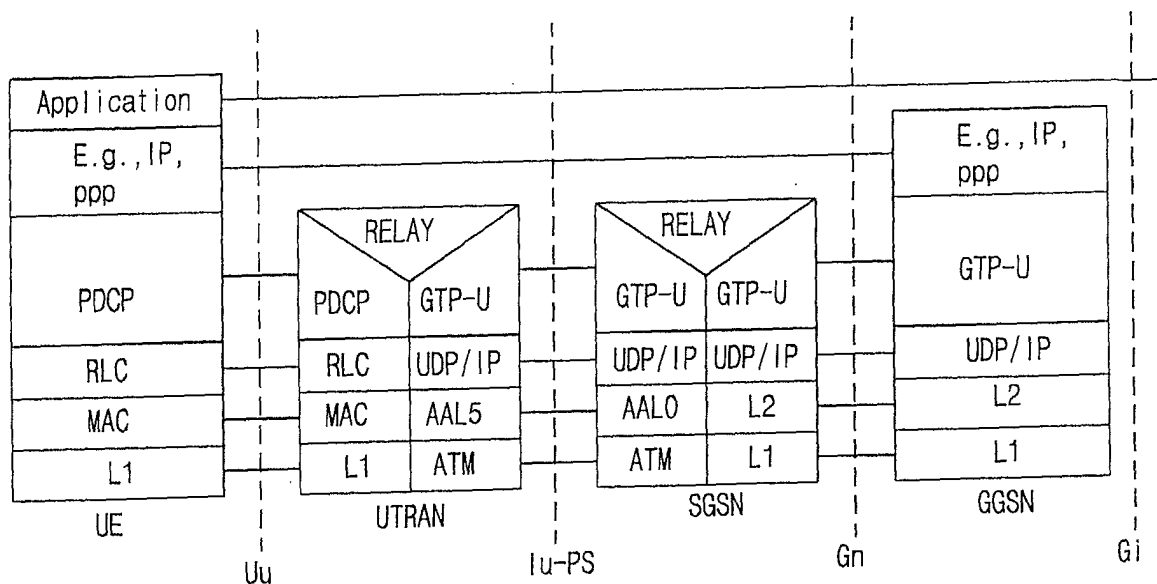 Application
E.g.,IP,
ppp
PDCP
RLC
MAC
L1
UE
Uu
RELAY
PDCP
GTP-U
RLC
UDP/IP
MAC
AAL5
L1
ATM
UTRAN
Iu-PS
RELAY
GTP-U
GTP-U
UDP/IP
UDP/IP
AAL0
L2
ATM
L1
SGSN
Gn
E.g.,IP,
ppp
GTP-U
UDP/IP
L2
L1
GGSN
Gi